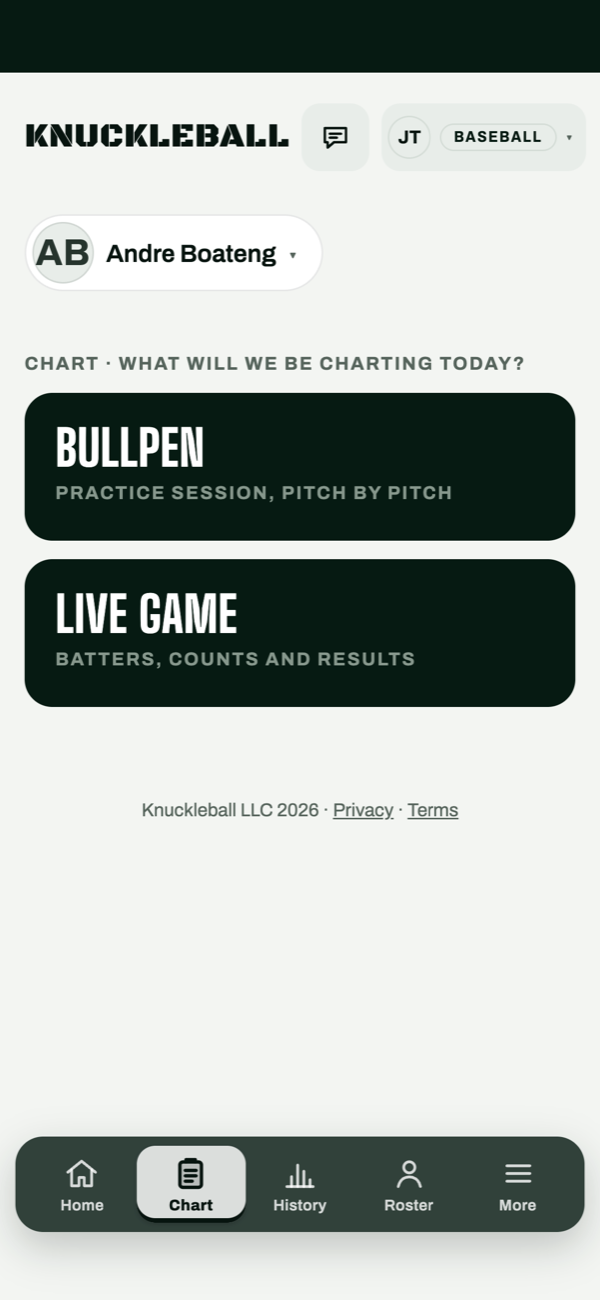 KNUCKLEBALL
JT BASEBALL ▾
AB Andre Boateng ▾
CHART · WHAT WILL WE BE CHARTING TODAY?
BULLPEN
PRACTICE SESSION, PITCH BY PITCH
LIVE GAME
BATTERS, COUNTS AND RESULTS
Knuckleball LLC 2026 · Privacy · Terms
Home Chart History Roster More